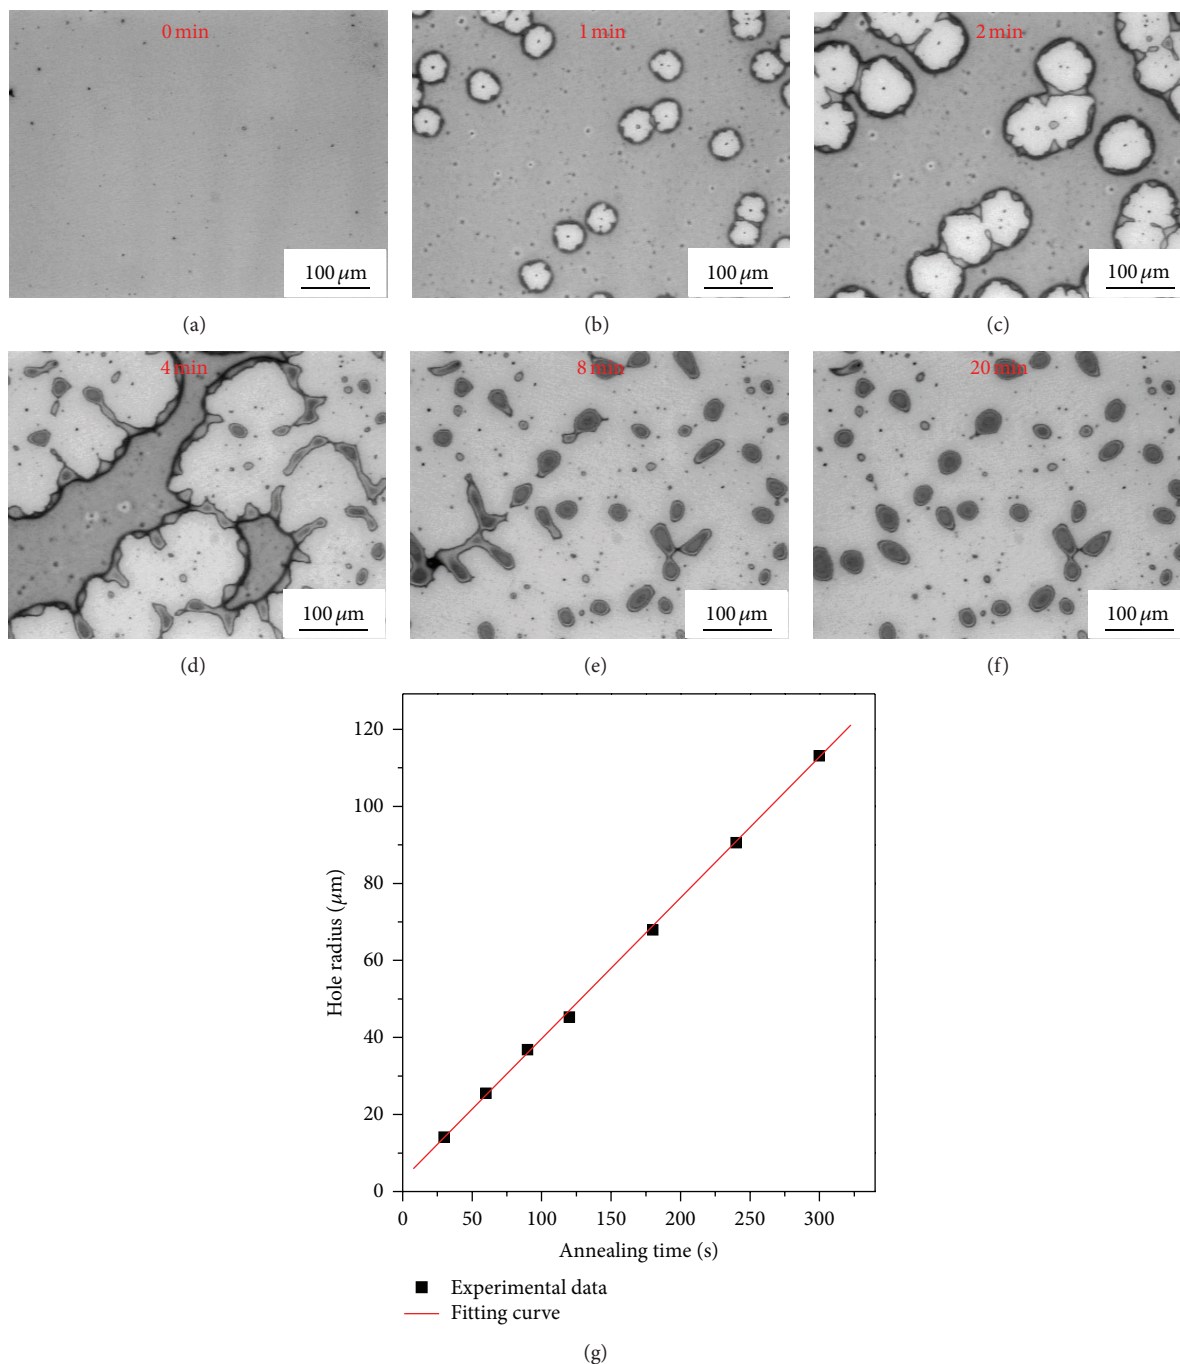 0 min
1 min
2 min
100 μm
100 μm
100 μm
(a)
(b)
(c)
4 min
8 min
20 min
100 μm
100 μm
100 μm
(d)
(e)
(f)
120
100
80
60
40
20
0
Hole radius (μm)
0 50 100 150 200 250 300
Annealing time (s)
Experimental data
Fitting curve
(g)